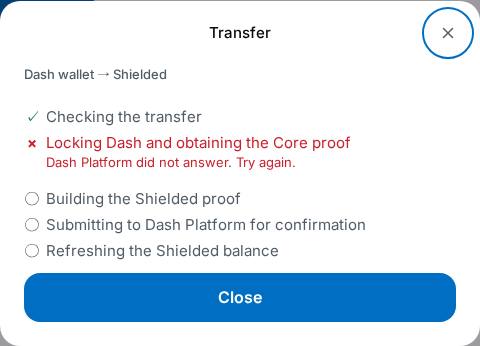 Transfer
Dash wallet → Shielded
Checking the transfer
Locking Dash and obtaining the Core proof
Dash Platform did not answer. Try again.
Building the Shielded proof
Submitting to Dash Platform for confirmation
Refreshing the Shielded balance
Close